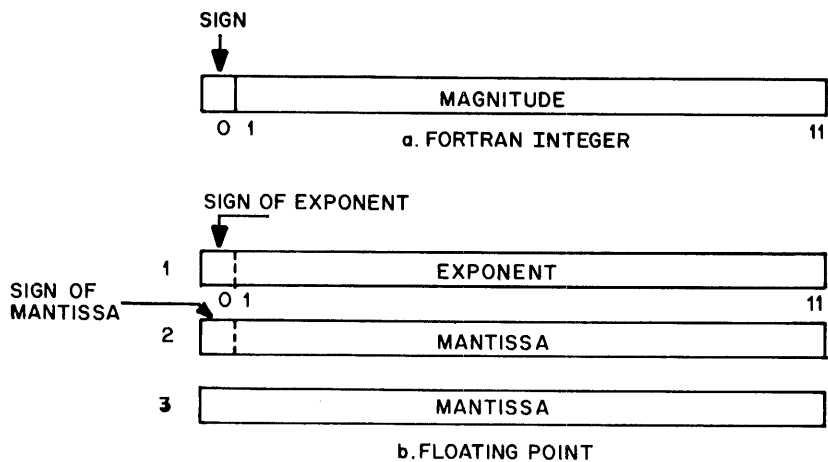 SIGN
MAGNITUDE
0 1 11
a. FORTRAN INTEGER
SIGN OF EXPONENT
1 EXPONENT
SIGN OF
MANTISSA
0 1 11
2 MANTISSA
3 MANTISSA
b. FLOATING POINT